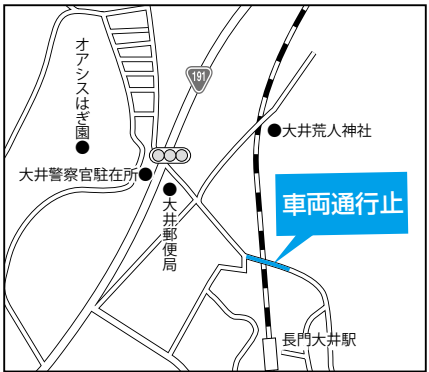 オアシスはぎ園
191
大井荒人神社
大井警察官駐在所
大井郵便局
車両通行止
長門大井駅